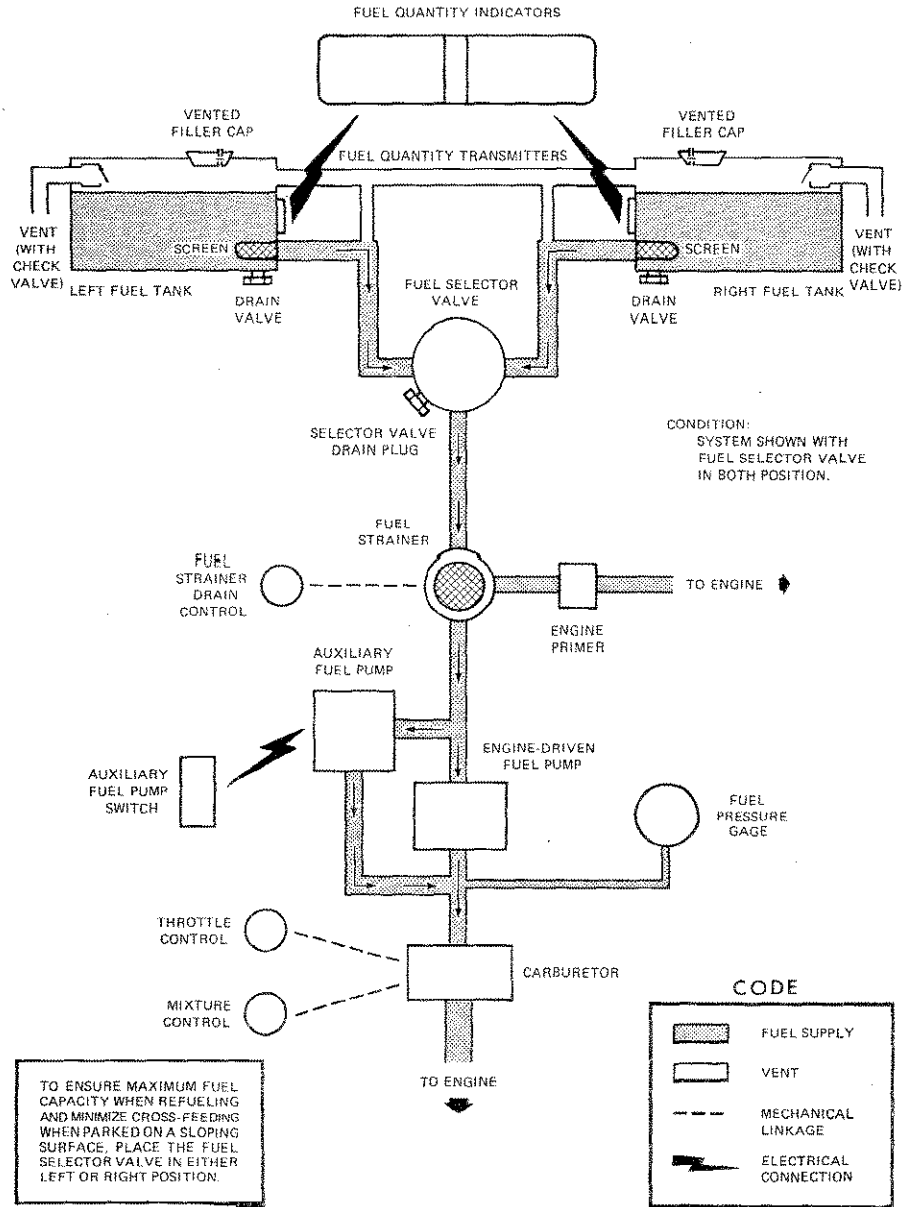 FUEL QUANTITY INDICATORS
VENTED
FILLER CAP
VENTED
FILLER CAP
FUEL QUANTITY TRANSMITTERS
VENT
(WITH
CHECK
VALVE)
SCREEN
SCREEN
VENT
(WITH
CHECK
VALVE)
LEFT FUEL TANK
DRAIN
VALVE
FUEL SELECTOR
VALVE
DRAIN
VALVE
RIGHT FUEL TANK
SELECTOR VALVE
DRAIN PLUG
CONDITION:
SYSTEM SHOWN WITH
FUEL SELECTOR VALVE
IN BOTH POSITION.
FUEL
STRAINER
FUEL
STRAINER
DRAIN
CONTROL
TO ENGINE
ENGINE
PRIMER
AUXILIARY
FUEL PUMP
ENGINE-DRIVEN
FUEL PUMP
AUXILIARY
FUEL PUMP
SWITCH
FUEL
PRESSURE
GAGE
THROTTLE
CONTROL
CARBURETOR
MIXTURE
CONTROL
TO ENGINE
TO ENSURE MAXIMUM FUEL
CAPACITY WHEN REFUELING
AND MINIMIZE CROSS-FEEDING
WHEN PARKED ON A SLOPING
SURFACE, PLACE THE FUEL
SELECTOR VALVE IN EITHER
LEFT OR RIGHT POSITION.
CODE
FUEL SUPPLY
VENT
MECHANICAL
LINKAGE
ELECTRICAL
CONNECTION